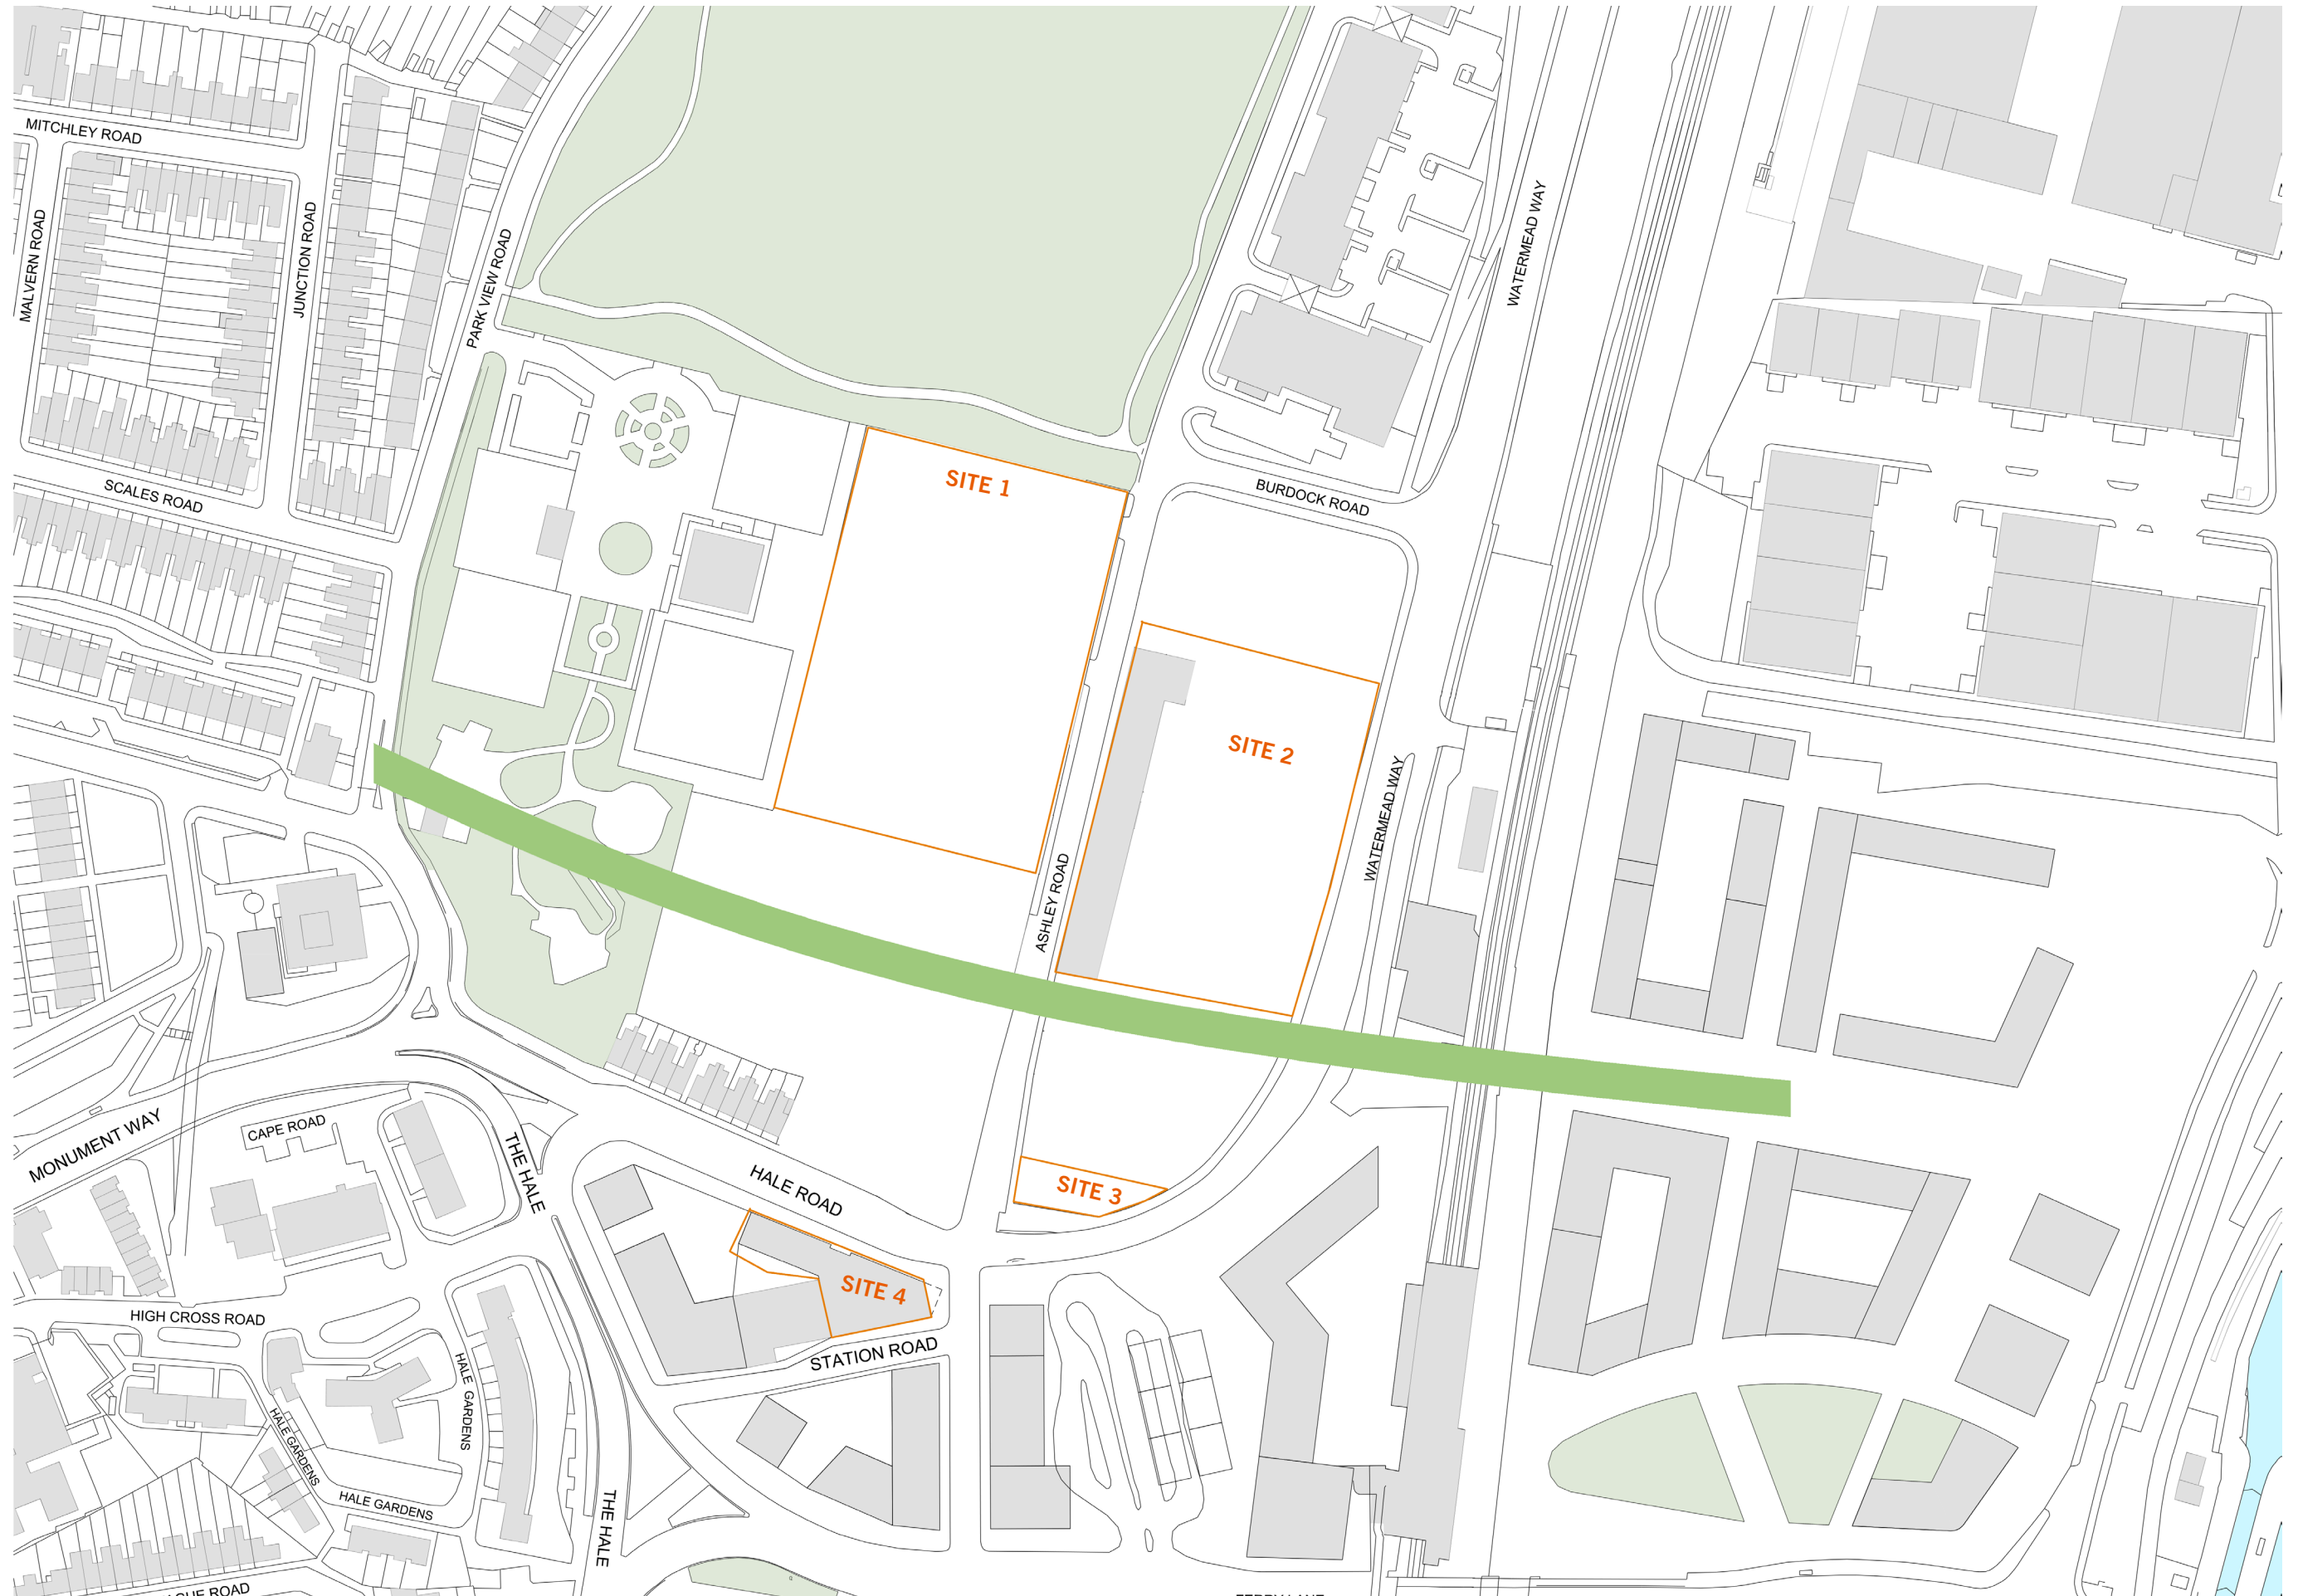 MITCHLEY ROAD
MALVERN ROAD
JUNCTION ROAD
PARK VIEW ROAD
WATERMEAD WAY
SCALES ROAD
SITE 1
BURDOCK ROAD
SITE 2
WATERMEAD WAY
ASHLEY ROAD
MONUMENT WAY
CAPE ROAD
THE HALE
HALE ROAD
SITE 3
SITE 4
HIGH CROSS ROAD
STATION ROAD
HALE GARDENS
HALE GARDENS
HALE GARDENS
THE HALE
ROAD